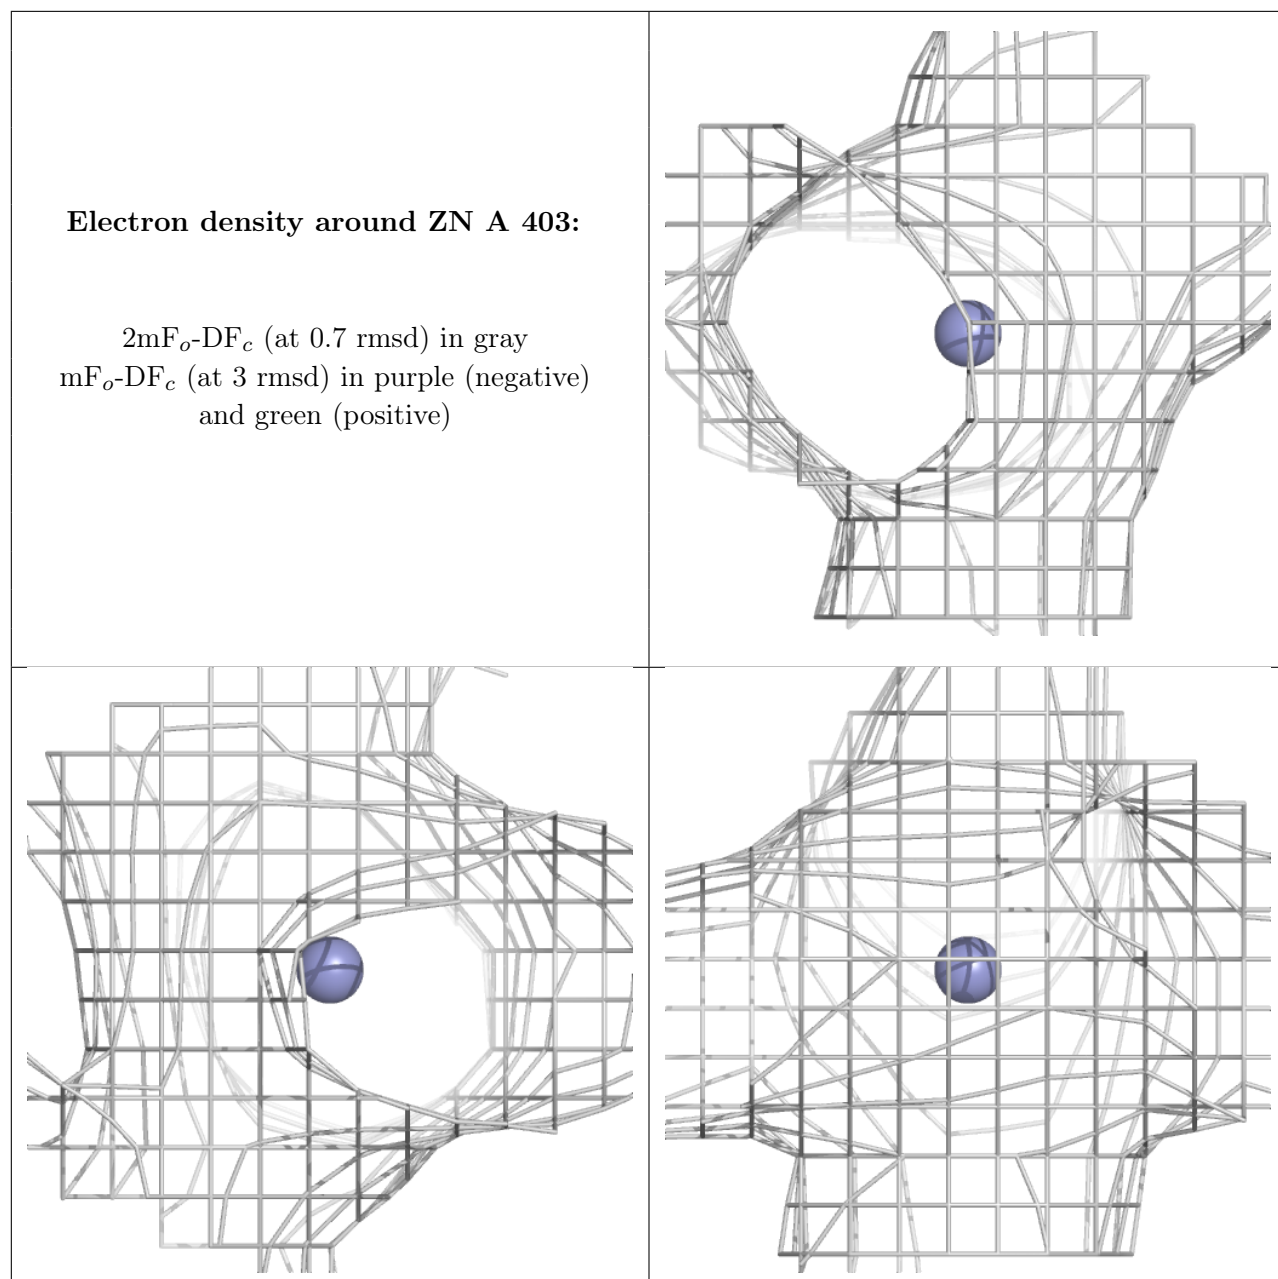 Electron density around ZN A 403:
2mFo-DFc (at 0.7 rmsd) in gray
mFo-DFc (at 3 rmsd) in purple (negative)
and green (positive)